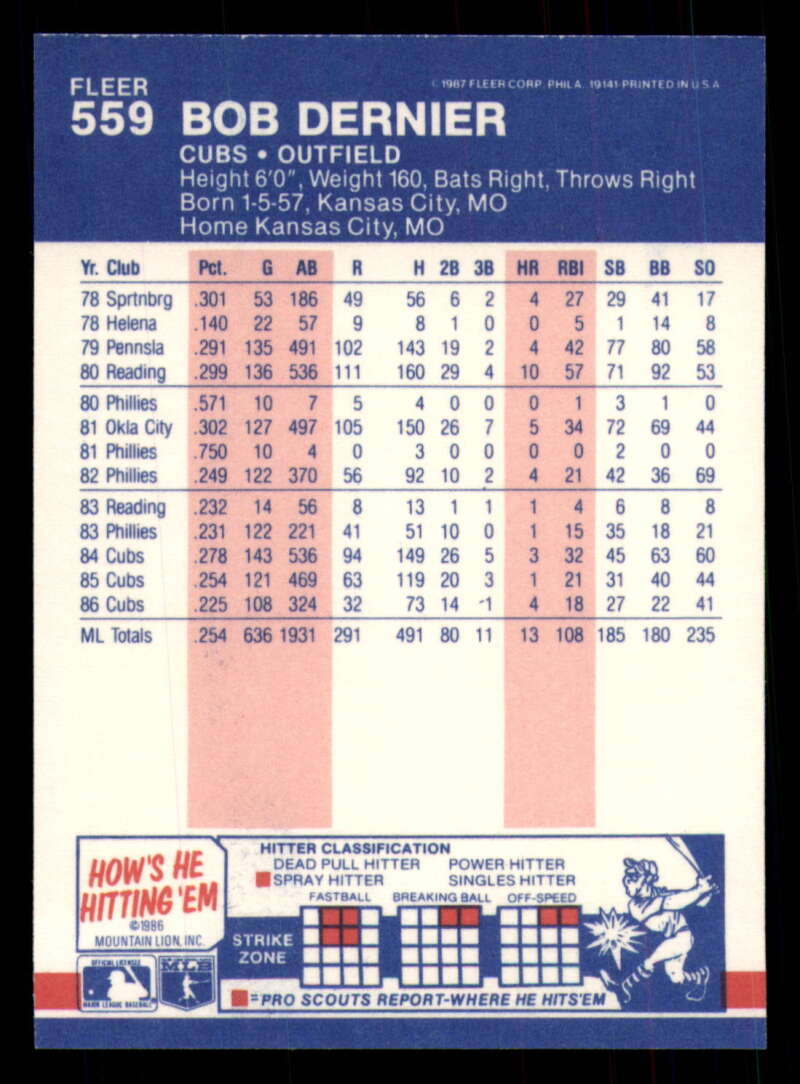 FLEER
© 1987 FLEER CORP. PHILA. 19141-PRINTED IN U.S.A.
559 BOB DERNIER
CUBS • OUTFIELD
Height 6'0", Weight 160, Bats Right, Throws Right
Born 1-5-57, Kansas City, MO
Home Kansas City, MO
Yr. Club Pct. G AB R H 2B 3B HR RBI SB BB SO
78 Sprtnbrg .301 53 186 49 56 6 2 4 27 29 41 17
78 Helena .140 22 57 9 8 1 0 0 5 1 14 8
79 Pennsla .291 135 491 102 143 19 2 4 42 77 80 58
80 Reading .299 136 536 111 160 29 4 10 57 71 92 53
80 Phillies .571 10 7 5 4 0 0 0 1 3 1 0
81 Okla City .302 127 497 105 150 26 7 5 34 72 69 44
81 Phillies .750 10 4 0 3 0 0 0 0 2 0 0
82 Phillies .249 122 370 56 92 10 2 4 21 42 36 69
83 Reading .232 14 56 8 13 1 1 1 4 6 8 8
83 Phillies .231 122 221 41 51 10 0 1 15 35 18 21
84 Cubs .278 143 536 94 149 26 5 3 32 45 63 60
85 Cubs .254 121 469 63 119 20 3 1 21 31 40 44
86 Cubs .225 108 324 32 73 14 1 4 18 27 22 41
ML Totals .254 636 1931 291 491 80 11 13 108 185 180 235
HOW'S HE
HITTING 'EM
©1986
MOUNTAIN LION, INC.
HITTER CLASSIFICATION
DEAD PULL HITTER POWER HITTER
SPRAY HITTER SINGLES HITTER
FASTBALL BREAKING BALL OFF-SPEED
STRIKE
ZONE
=PRO SCOUTS REPORT-WHERE HE HITS'EM
OFFICIAL LICENSEE
MAJOR LEAGUE BASEBALL
MLB